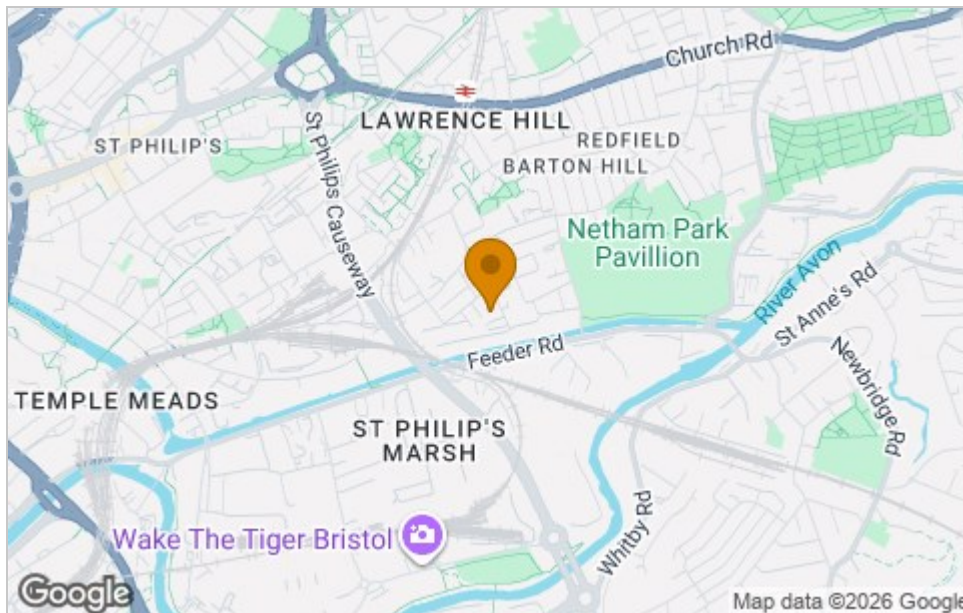 Church Rd
LAWRENCE HILL
ST PHILIP'S
REDFIELD
BARTON HILL
St Philips Causeway
Netham Park
Pavillion
River Avon
St Anne's Rd
Feeder Rd
Newbridge Rd
TEMPLE MEADS
ST PHILIP'S
MARSH
Whitby Rd
Wake The Tiger Bristol
Google
Map data ©2026 Google